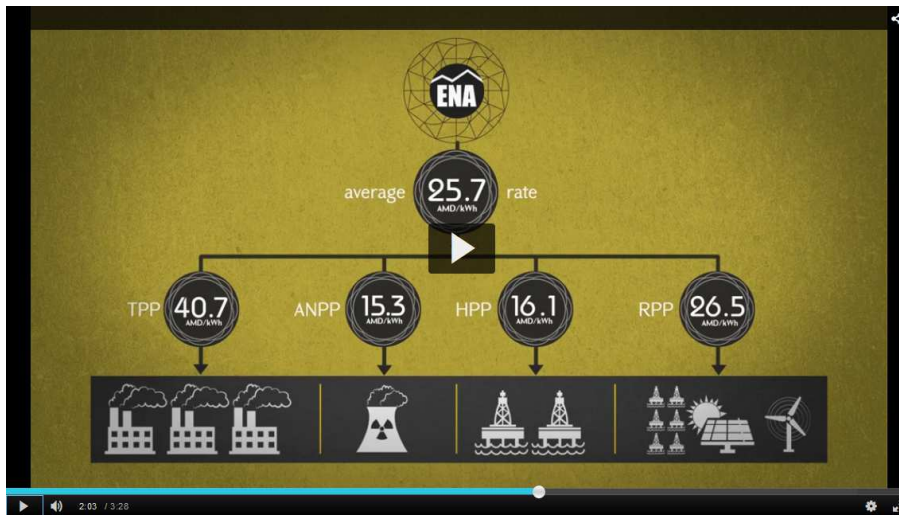 ENA
average 25.7 rate
AMD/kWh
TPP 40.7 ANPP 15.3 HPP 16.1 RPP 26.5
AMD/kWh AMD/kWh AMD/kWh AMD/kWh
2:03 / 3:28